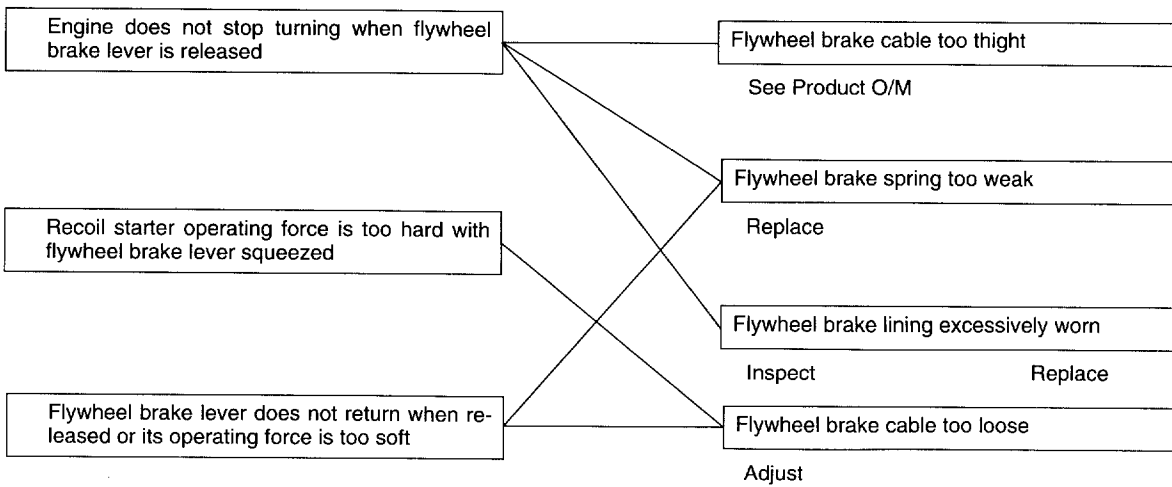 Engine does not stop turning when flywheel
brake lever is released
Flywheel brake cable too thight
See Product O/M
Flywheel brake spring too weak
Replace
Recoil starter operating force is too hard with
flywheel brake lever squeezed
Flywheel brake lining excessively worn
Inspect Replace
Flywheel brake lever does not return when re-
leased or its operating force is too soft
Flywheel brake cable too loose
Adjust